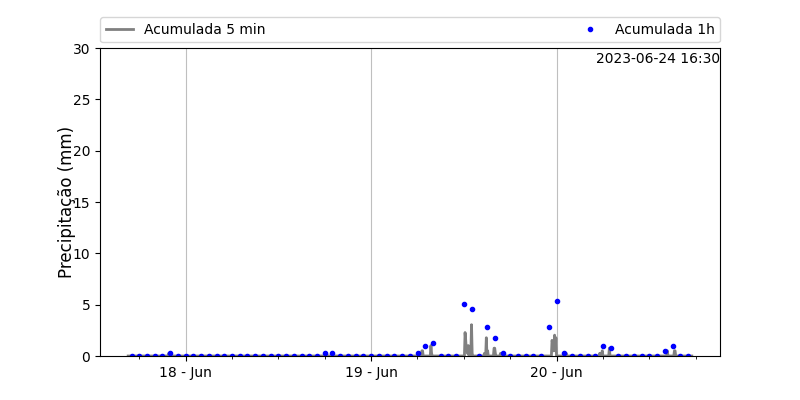 Acumulada 5 min
Acumulada 1h
2023-06-24 16:30
Precipitação (mm)
30
25
20
15
10
5
0
18 - Jun
19 - Jun
20 - Jun